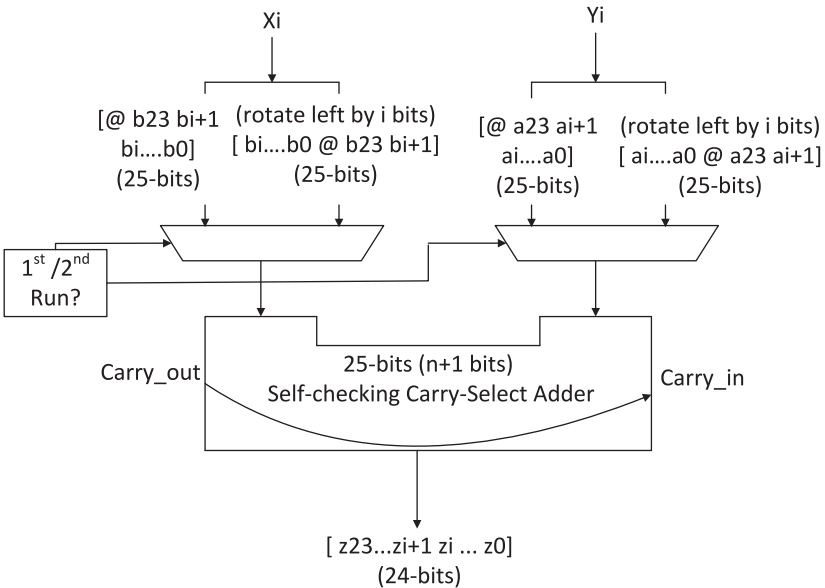 Xi
Yi
[@ b23 bi+1
bi....b0]
(25-bits)
(rotate left by i bits)
[ bi....b0 @ b23 bi+1]
(25-bits)
[@ a23 ai+1
ai....a0]
(25-bits)
(rotate left by i bits)
[ ai....a0 @ a23 ai+1]
(25-bits)
1st /2nd
Run?
25-bits (n+1 bits)
Self-checking Carry-Select Adder
Carry_out
Carry_in
[ z23...zi+1 zi ... z0]
(24-bits)